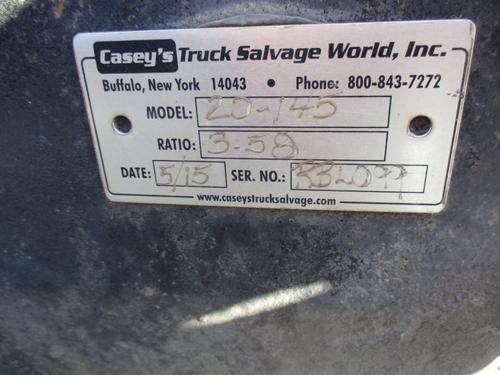 Casey's Truck Salvage World, Inc.
Buffalo, New York 14043 • Phone: 800-843-7272
MODEL: 20-145
RATIO: 3:58
DATE: 5/15 SER. NO.:
www.caseystrucksalvage.com